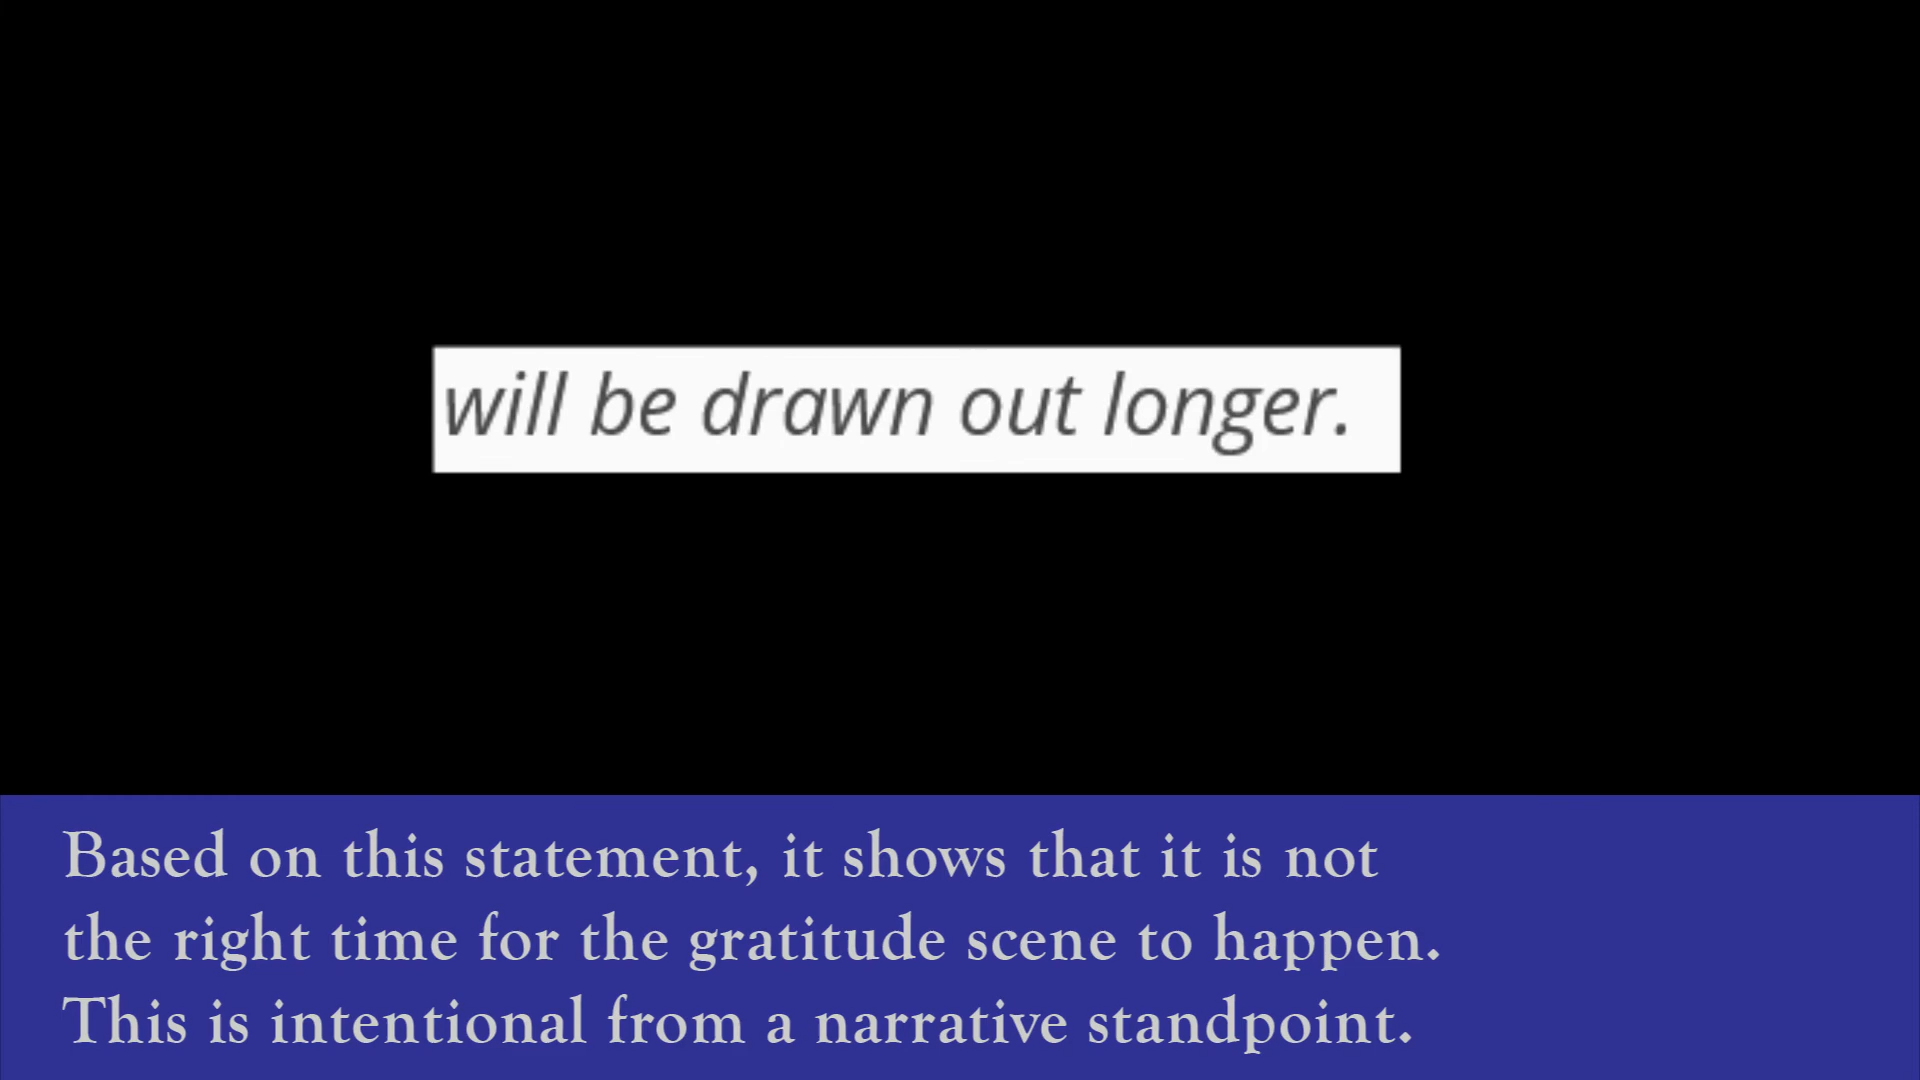 will be drawn out longer.
Based on this statement, it shows that it is not
the right time for the gratitude scene to happen.
This is intentional from a narrative standpoint.